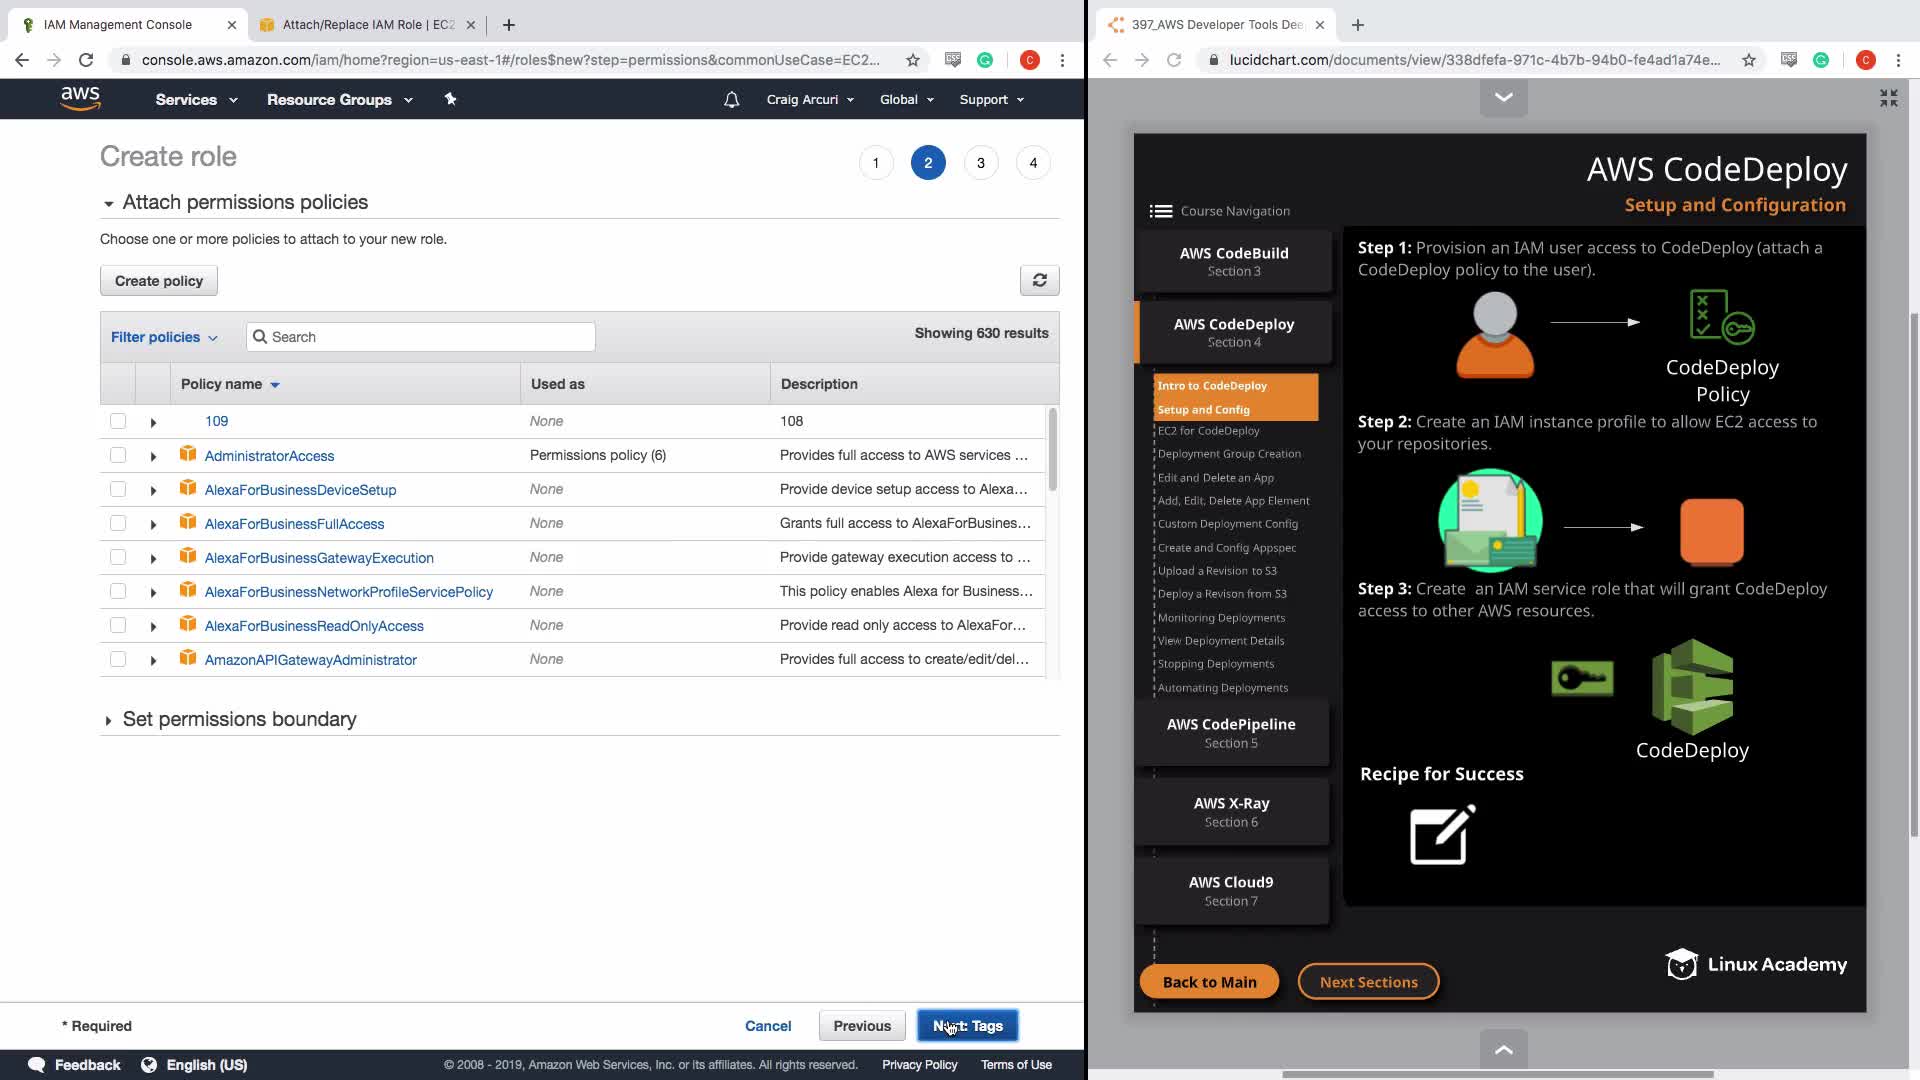 IAM Management Console
Attach/Replace IAM Role | EC2
397_AWS Developer Tools Dee
console.aws.amazon.com/iam/home?region=us-east-1#/roles$new?step=permissions&commonUseCase=EC2...
C
lucidchart.com/documents/view/338dfefa-971c-4b7b-94b0-fe4ad1a74e...
C
aws
Services
Resource Groups
Craig Arcuri
Global
Support
Create role
1
2
3
4
Attach permissions policies
Choose one or more policies to attach to your new role.
Create policy
Filter policies
Search
Showing 630 results
Policy name
Used as
Description
109
None
108
AdministratorAccess
Permissions policy (6)
Provides full access to AWS services ...
AlexaForBusinessDeviceSetup
None
Provide device setup access to Alexa...
AlexaForBusinessFullAccess
None
Grants full access to AlexaForBusines...
AlexaForBusinessGatewayExecution
None
Provide gateway execution access to ...
AlexaForBusinessNetworkProfileServicePolicy
None
This policy enables Alexa for Business...
AlexaForBusinessReadOnlyAccess
None
Provide read only access to AlexaFor...
AmazonAPIGatewayAdministrator
None
Provides full access to create/edit/del...
Set permissions boundary
* Required
Cancel
Previous
Next: Tags
Feedback
English (US)
© 2008 - 2019, Amazon Web Services, Inc. or its affiliates. All rights reserved.
Privacy Policy
Terms of Use
AWS CodeDeploy
Setup and Configuration
Course Navigation
AWS CodeBuild
Section 3
AWS CodeDeploy
Section 4
Intro to CodeDeploy
Setup and Config
EC2 for CodeDeploy
Deployment Group Creation
Edit and Delete an App
Add, Edit, Delete App Element
Custom Deployment Config
Create and Config Appspec
Upload a Revision to S3
Deploy a Revison from S3
Monitoring Deployments
View Deployment Details
Stopping Deployments
Automating Deployments
AWS CodePipeline
Section 5
AWS X-Ray
Section 6
AWS Cloud9
Section 7
Step 1: Provision an IAM user access to CodeDeploy (attach a
CodeDeploy policy to the user).
CodeDeploy
Policy
Step 2: Create an IAM instance profile to allow EC2 access to
your repositories.
Step 3: Create an IAM service role that will grant CodeDeploy
access to other AWS resources.
CodeDeploy
Recipe for Success
Back to Main
Next Sections
Linux Academy